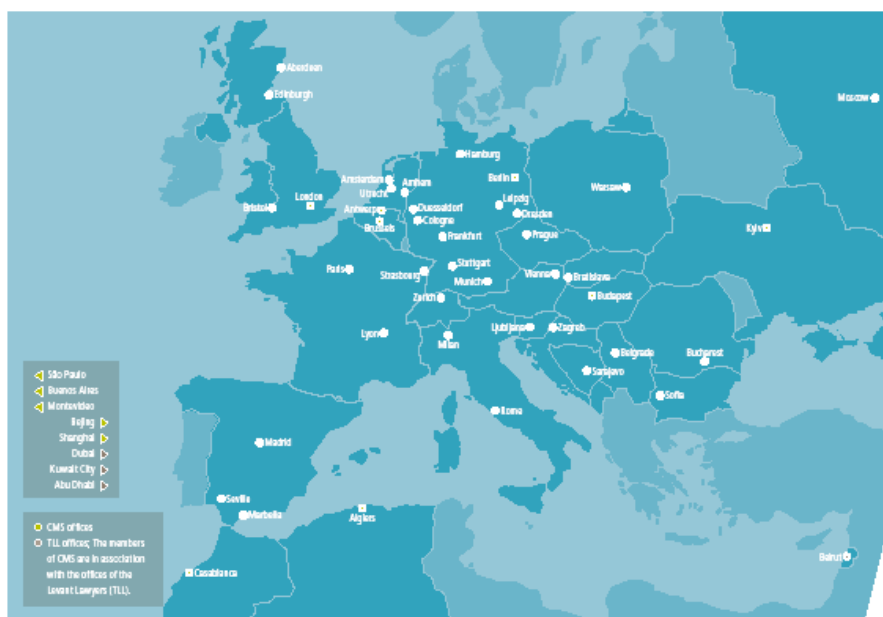 Aberdeen
Edinburgh
Moscow
Hamburg
Amsterdam
Arnhem
Berlin
Utrecht
Warsaw
London
Leipzig
Bristol
Antwerp
Duesseldorf
Dresden
Cologne
Brussels
Kyiv
Frankfurt
Prague
Paris
Strasbourg
Stuttgart
Vienna
Bratislava
Munich
Zurich
Budapest
Lyon
Milan
Ljubljana
Zagreb
Belgrade
Bucharest
Sarajevo
Sofia
Rome
São Paulo
Buenos Aires
Montevideo
Beijing
Shanghai
Dubai
Kuwait City
Abu Dhabi
Madrid
Seville
Marbella
Algiers
CMS offices
TLL offices; The members
of CMS are in association
with the offices of the
Levant Lawyers (TLL).
Casablanca
Beirut